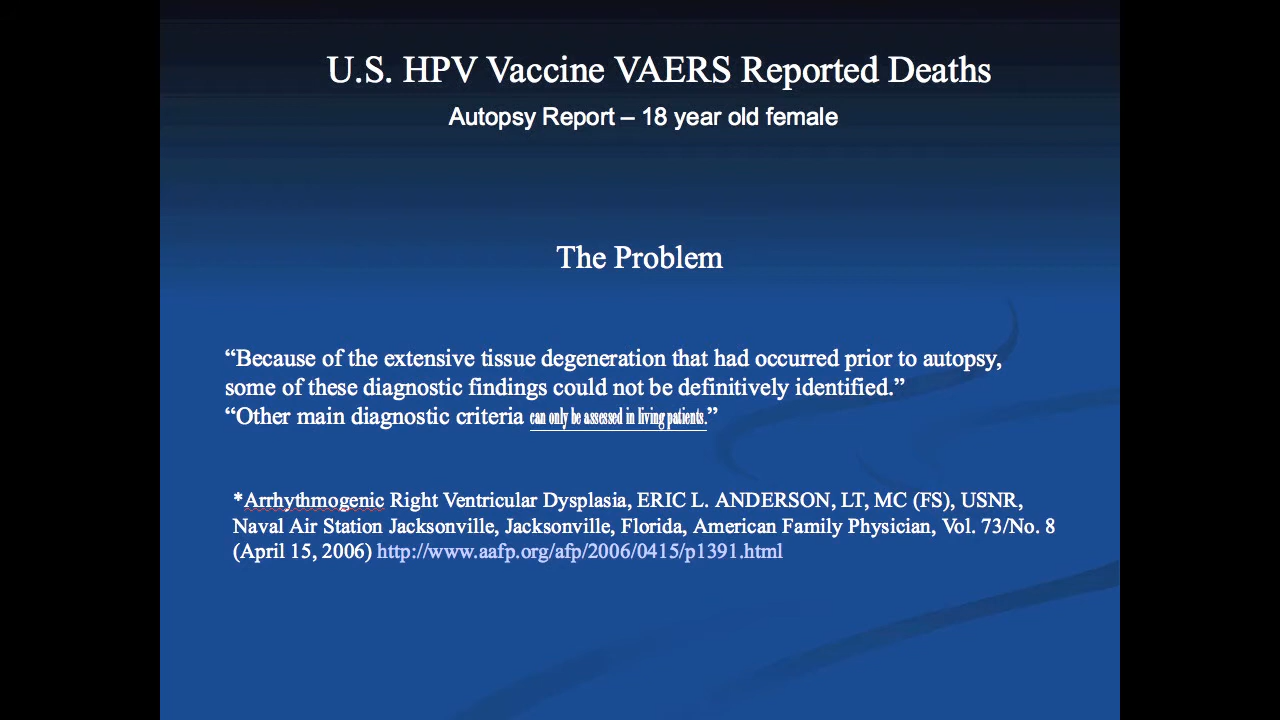 U.S. HPV Vaccine VAERS Reported Deaths
Autopsy Report – 18 year old female
The Problem
“Because of the extensive tissue degeneration that had occurred prior to autopsy,
some of these diagnostic findings could not be definitively identified.”
“Other main diagnostic criteria can only be assessed in living patients.”
*Arrhythmogenic Right Ventricular Dysplasia, ERIC L. ANDERSON, LT, MC (FS), USNR,
Naval Air Station Jacksonville, Jacksonville, Florida, American Family Physician, Vol. 73/No. 8
(April 15, 2006) http://www.aafp.org/afp/2006/0415/p1391.html